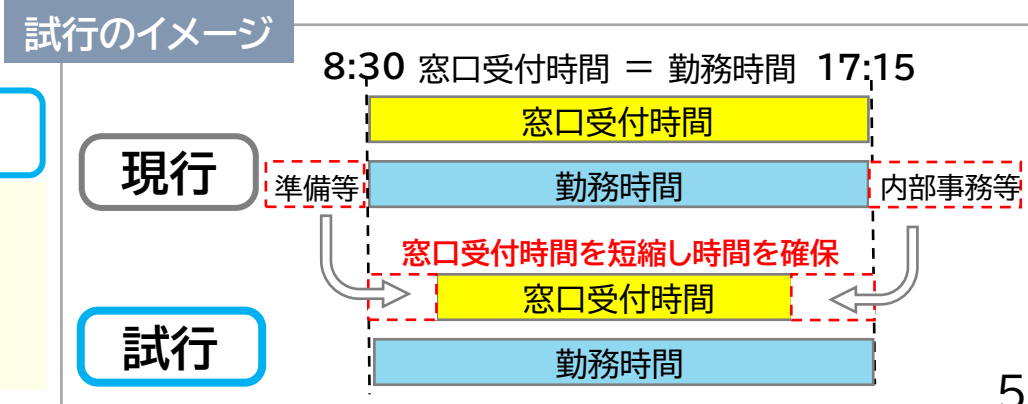 試行のイメージ
8:30 窓口受付時間 ＝ 勤務時間 17:15
窓口受付時間
現行
準備等
勤務時間
内部事務等
窓口受付時間を短縮し時間を確保
窓口受付時間
試行
勤務時間
5